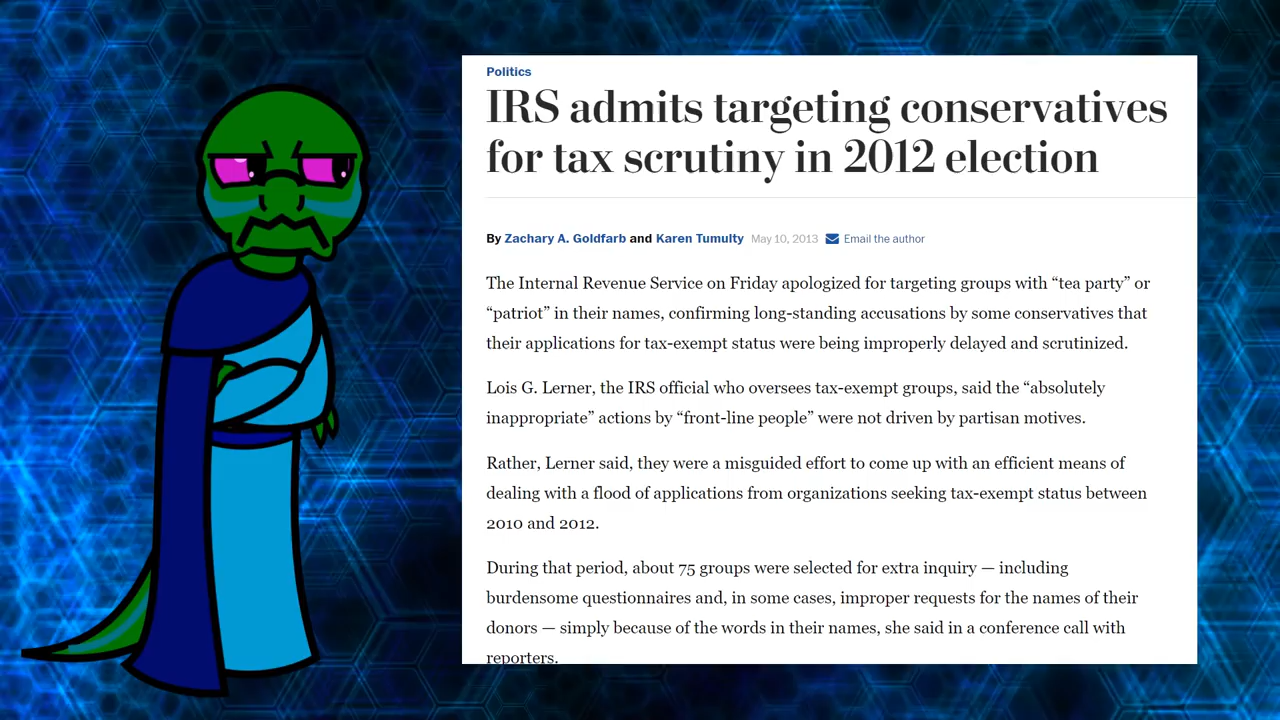 Politics
IRS admits targeting conservatives
for tax scrutiny in 2012 election
By Zachary A. Goldfarb and Karen Tumulty May 10, 2013 Email the author
The Internal Revenue Service on Friday apologized for targeting groups with “tea party” or
“patriot” in their names, confirming long-standing accusations by some conservatives that
their applications for tax-exempt status were being improperly delayed and scrutinized.
Lois G. Lerner, the IRS official who oversees tax-exempt groups, said the “absolutely
inappropriate” actions by “front-line people” were not driven by partisan motives.
Rather, Lerner said, they were a misguided effort to come up with an efficient means of
dealing with a flood of applications from organizations seeking tax-exempt status between
2010 and 2012.
During that period, about 75 groups were selected for extra inquiry — including
burdensome questionnaires and, in some cases, improper requests for the names of their
donors — simply because of the words in their names, she said in a conference call with
reporters.